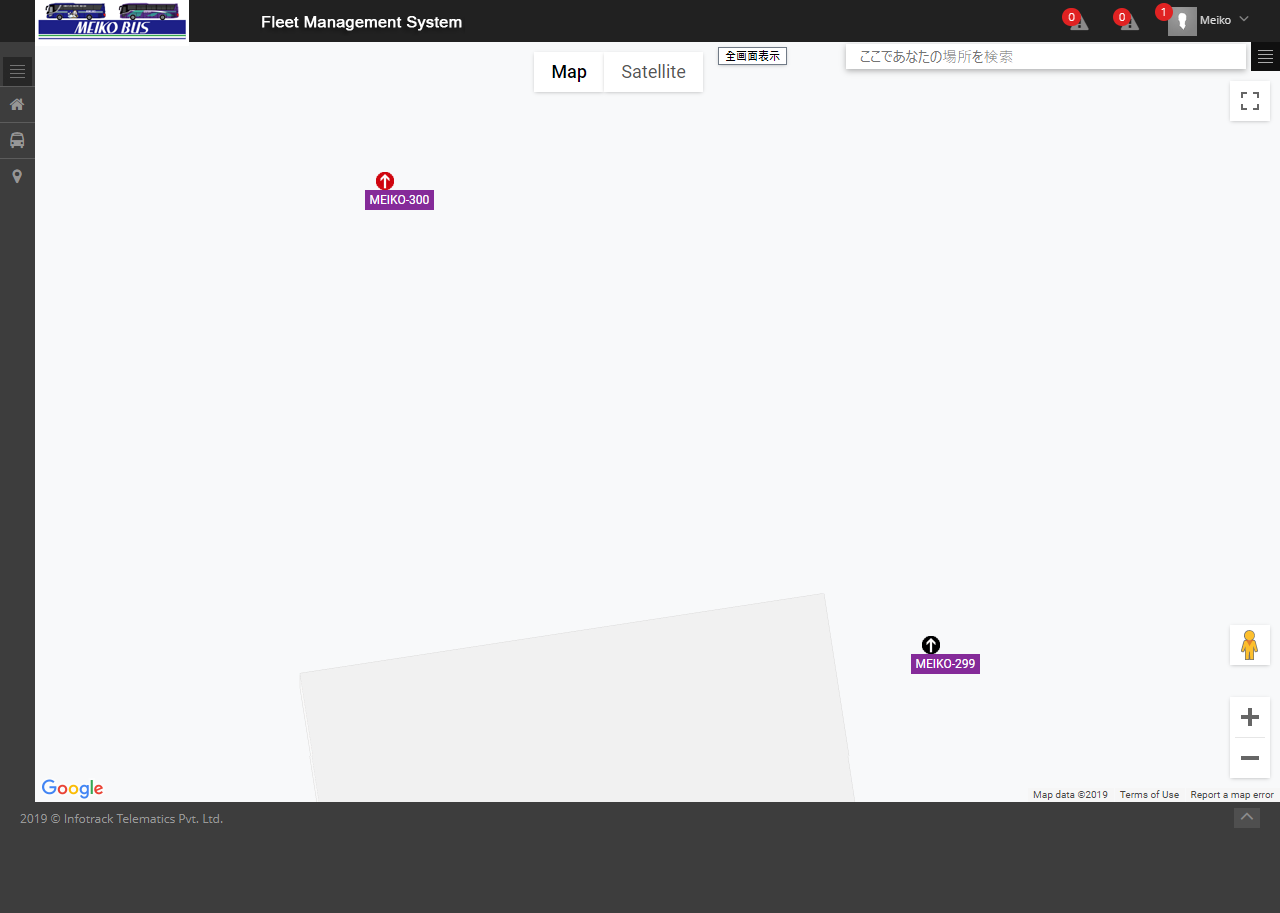 MEIKO BUS
Fleet Management System
0
0
1
Meiko
Map
Satellite
全画面表示
ここであなたの場所を検索
MEIKO-300
MEIKO-299
Google
Map data ©2019
Terms of Use
Report a map error
2019 © Infotrack Telematics Pvt. Ltd.